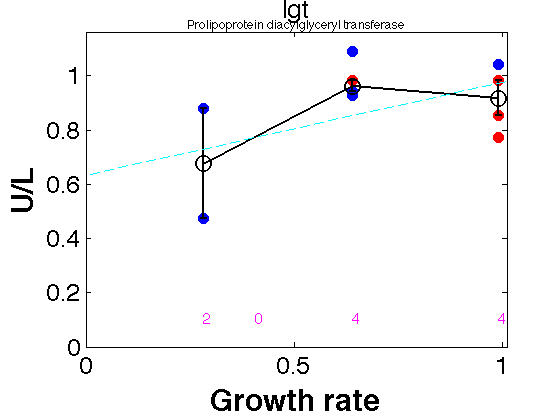 lgt
Prolipoprotein diacylglyceryl transferase
U/L
1
0.8
0.6
0.4
0.2
0
2 0 4 4
0 0.5 1
Growth rate